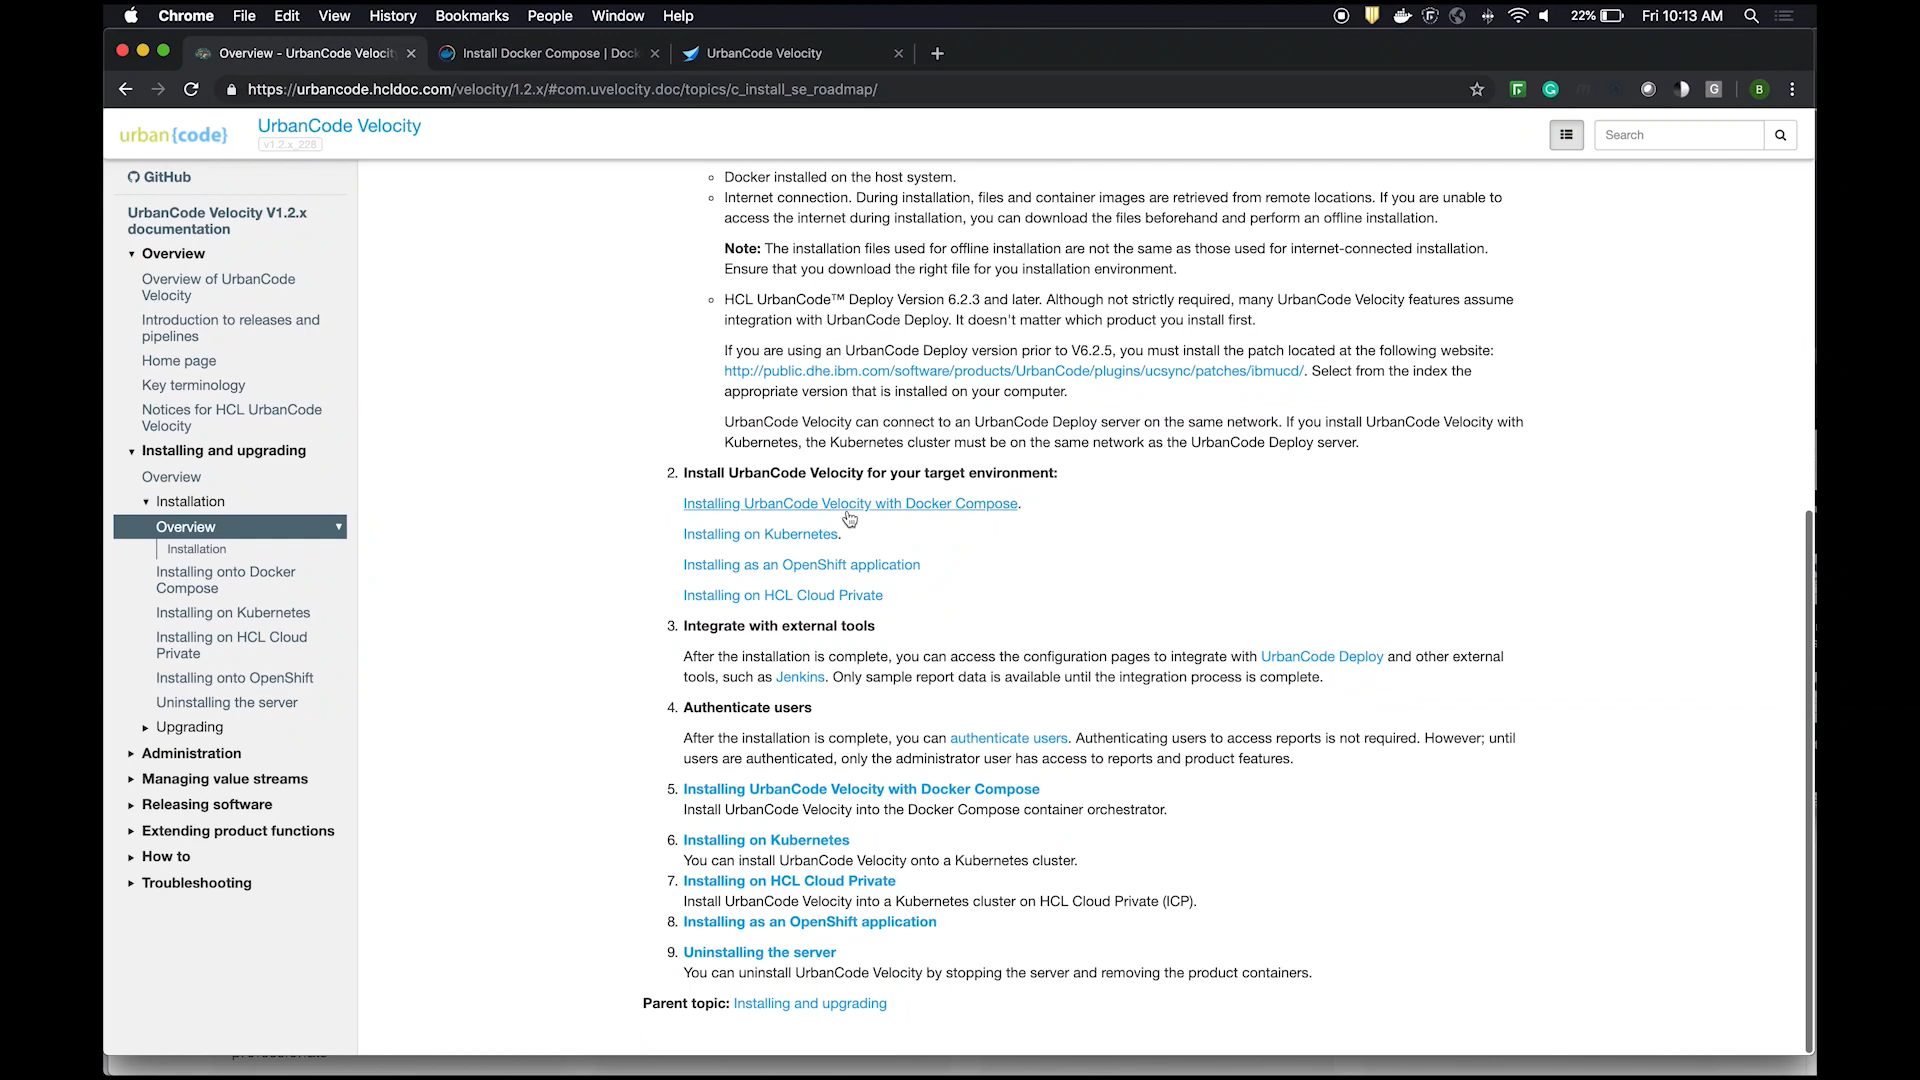 Chrome File Edit View History Bookmarks People Window Help 22% Fri 10:13 AM
Overview - UrbanCode Velocit Install Docker Compose | Dock UrbanCode Velocity
https://urbancode.hcldoc.com/velocity/1.2.x/#com.uvelocity.doc/topics/c_install_se_roadmap/
urban{code} UrbanCode Velocity
v1.2.x_228
Search
GitHub
UrbanCode Velocity V1.2.x
documentation
Overview
Overview of UrbanCode
Velocity
Introduction to releases and
pipelines
Home page
Key terminology
Notices for HCL UrbanCode
Velocity
Installing and upgrading
Overview
Installation
Overview
Installation
Installing onto Docker
Compose
Installing on Kubernetes
Installing on HCL Cloud
Private
Installing onto OpenShift
Uninstalling the server
Upgrading
Administration
Managing value streams
Releasing software
Extending product functions
How to
Troubleshooting
Docker installed on the host system.
Internet connection. During installation, files and container images are retrieved from remote locations. If you are unable to
access the internet during installation, you can download the files beforehand and perform an offline installation.
Note: The installation files used for offline installation are not the same as those used for internet-connected installation.
Ensure that you download the right file for you installation environment.
HCL UrbanCode™ Deploy Version 6.2.3 and later. Although not strictly required, many UrbanCode Velocity features assume
integration with UrbanCode Deploy. It doesn't matter which product you install first.
If you are using an UrbanCode Deploy version prior to V6.2.5, you must install the patch located at the following website:
http://public.dhe.ibm.com/software/products/UrbanCode/plugins/ucsync/patches/ibmucd/. Select from the index the
appropriate version that is installed on your computer.
UrbanCode Velocity can connect to an UrbanCode Deploy server on the same network. If you install UrbanCode Velocity with
Kubernetes, the Kubernetes cluster must be on the same network as the UrbanCode Deploy server.
2. Install UrbanCode Velocity for your target environment:
Installing UrbanCode Velocity with Docker Compose.
Installing on Kubernetes.
Installing as an OpenShift application
Installing on HCL Cloud Private
3. Integrate with external tools
After the installation is complete, you can access the configuration pages to integrate with UrbanCode Deploy and other external
tools, such as Jenkins. Only sample report data is available until the integration process is complete.
4. Authenticate users
After the installation is complete, you can authenticate users. Authenticating users to access reports is not required. However; until
users are authenticated, only the administrator user has access to reports and product features.
5. Installing UrbanCode Velocity with Docker Compose
Install UrbanCode Velocity into the Docker Compose container orchestrator.
6. Installing on Kubernetes
You can install UrbanCode Velocity onto a Kubernetes cluster.
7. Installing on HCL Cloud Private
Install UrbanCode Velocity into a Kubernetes cluster on HCL Cloud Private (ICP).
8. Installing as an OpenShift application
9. Uninstalling the server
You can uninstall UrbanCode Velocity by stopping the server and removing the product containers.
Parent topic: Installing and upgrading